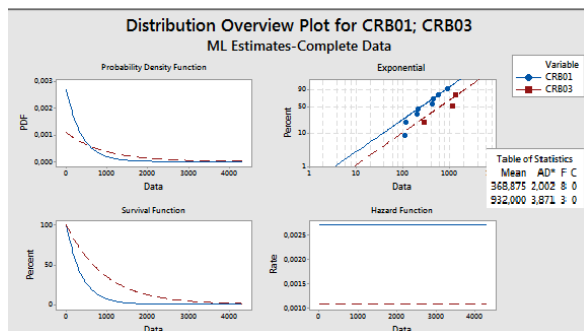 Distribution Overview Plot for CRB01; CRB03
ML Estimates-Complete Data
Probability Density Function
PDF
0,003
0,002
0,001
0,000
0 1000 2000 3000 4000
Data
Exponential
Percent
90
50
10
1
1 10 100 1000
Data
Variable
CRB01
CRB03
Table of Statistics
Mean AD* F C
368,875 2,002 8 0
932,000 3,871 3 0
Survival Function
Percent
100
50
0
0 1000 2000 3000 4000
Data
Hazard Function
Rate
0,0025
0,0020
0,0015
0,0010
0 1000 2000 3000 4000
Data